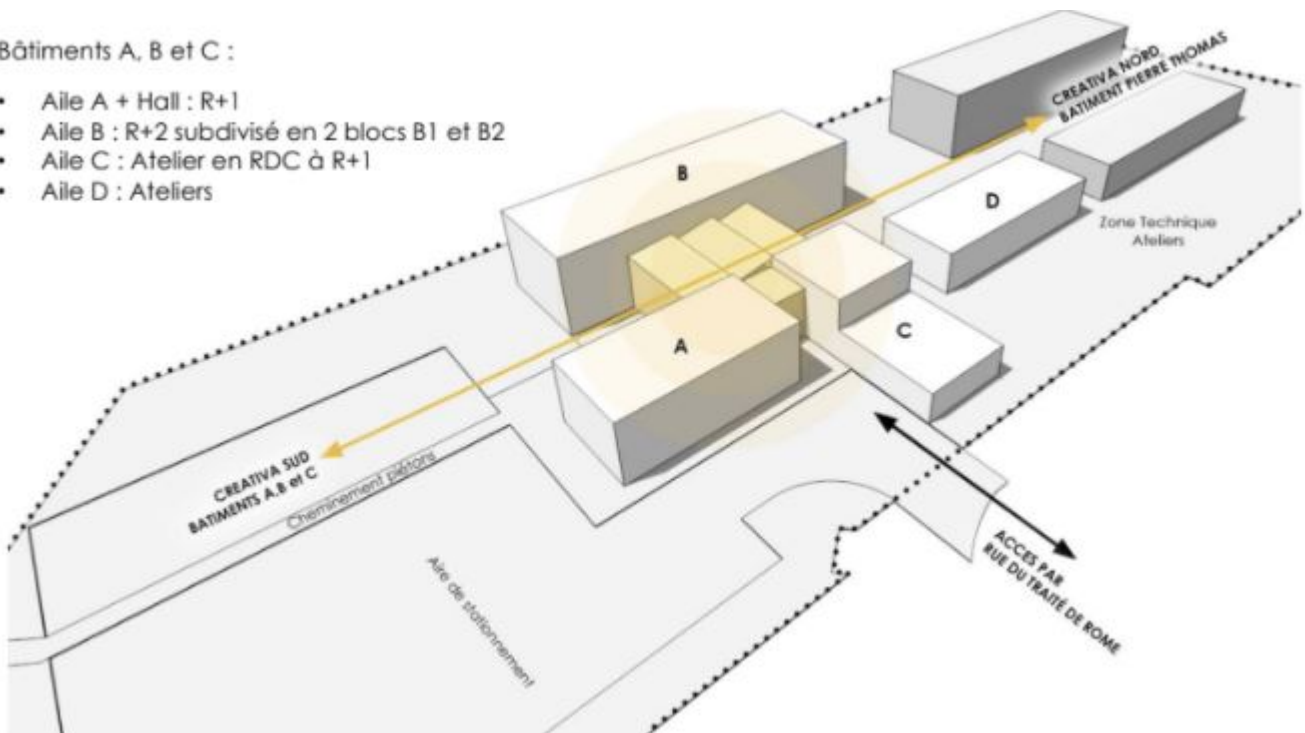 Bâtiments A, B et C :
• Aile A + Hall : R+1
• Aile B : R+2 subdivisé en 2 blocs B1 et B2
• Aile C : Atelier en RDC à R+1
• Aile D : Ateliers
CREATIVA NORD
BATIMENT PIERRE THOMAS
B
D
Zone Technique
Ateliers
A
C
CREATIVA SUD
BATIMENTS A,B et C
Cheminement piétons
Aire de stationnement
ACCES PAR
RUE DU TRAITÉ DE ROME